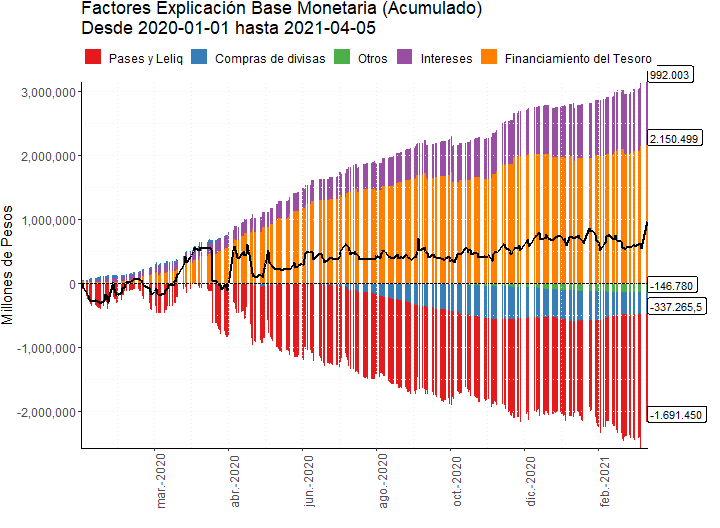 Factores Explicación Base Monetaria (Acumulado)
Desde 2020-01-01 hasta 2021-04-05
Pases y Leliq Compras de divisas Otros Intereses Financiamiento del Tesoro
992.003
3,000,000
2.150.499
2,000,000
1,000,000
Millones de Pesos
0
-146.780
-337.265,5
-1,000,000
-1.691.450
-2,000,000
mar.-2020 abr.-2020 jun.-2020 ago.-2020 oct.-2020 dic.-2020 feb.-2021